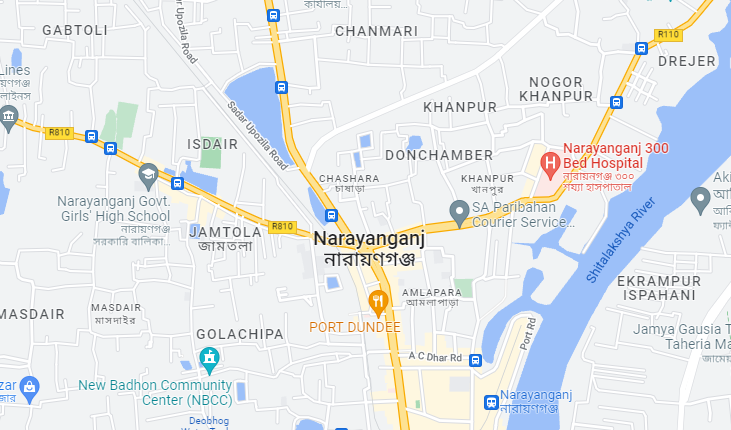 কার্যালয়
GABTOLI
CHANMARI
R110
DREJER
Lines
লাইনস
R810
Sadar Upozila Road
NOGOR
KHANPUR
KHANPUR
ISDAIR
DONCHAMBER
Narayanganj 300
Bed Hospital
নারায়নগঞ্জ ৩০০
শয্যা হাসপাতাল
CHASHARA
চাষাড়া
KHANPUR
খানপুর
Narayanganj Govt.
Girls' High School
নারায়ণগঞ্জ
সরকারি বালিকা...
SA Paribahan
Courier Service...
Aki
JAMTOLA
জামতলা
R810
Narayanganj
নারায়ণগঞ্জ
Shitalakshya River
EKRAMPUR
ISPAHANI
AMLAPARA
আমলাপাড়া
MASDAIR
MASDAIR
মাসদাইর
PORT DUNDEE
Port Rd
GOLACHIPA
Jamya Gausia T
Taheria Ma
জামে
A C Dhar Rd
New Badhon Community
Center (NBCC)
zar
জার
Narayanganj
নারায়ণগঞ্জ
Deobhog